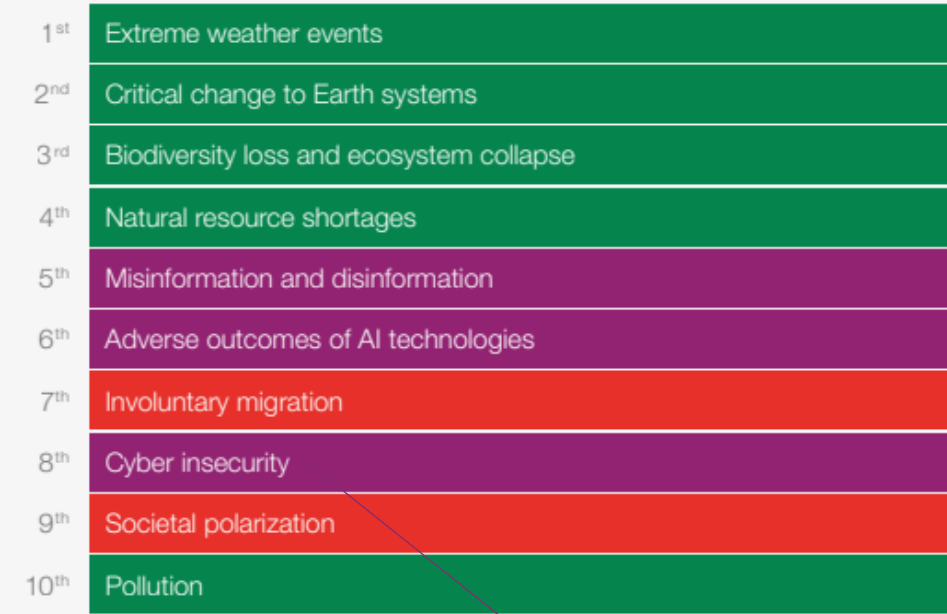 1st Extreme weather events
2nd Critical change to Earth systems
3rd Biodiversity loss and ecosystem collapse
4th Natural resource shortages
5th Misinformation and disinformation
6th Adverse outcomes of AI technologies
7th Involuntary migration
8th Cyber insecurity
9th Societal polarization
10th Pollution